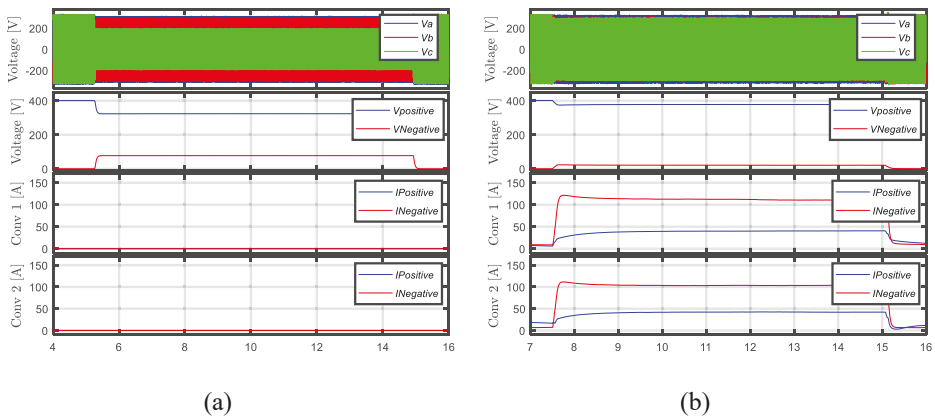 Voltage [V]
200
0
-200
Va
Vb
Vc
Voltage [V]
400
200
0
Vpositive
VNegative
Conv 1 [A]
150
100
50
0
IPositive
INegative
Conv 2 [A]
150
100
50
0
IPositive
INegative
4 6 8 10 12 14 16
(a)
Voltage [V]
200
0
-200
Va
Vb
Vc
Voltage [V]
400
200
0
Vpositive
VNegative
Conv 1 [A]
150
100
50
0
IPositive
INegative
Conv 2 [A]
150
100
50
0
IPositive
INegative
7 8 9 10 11 12 13 14 15 16
(b)